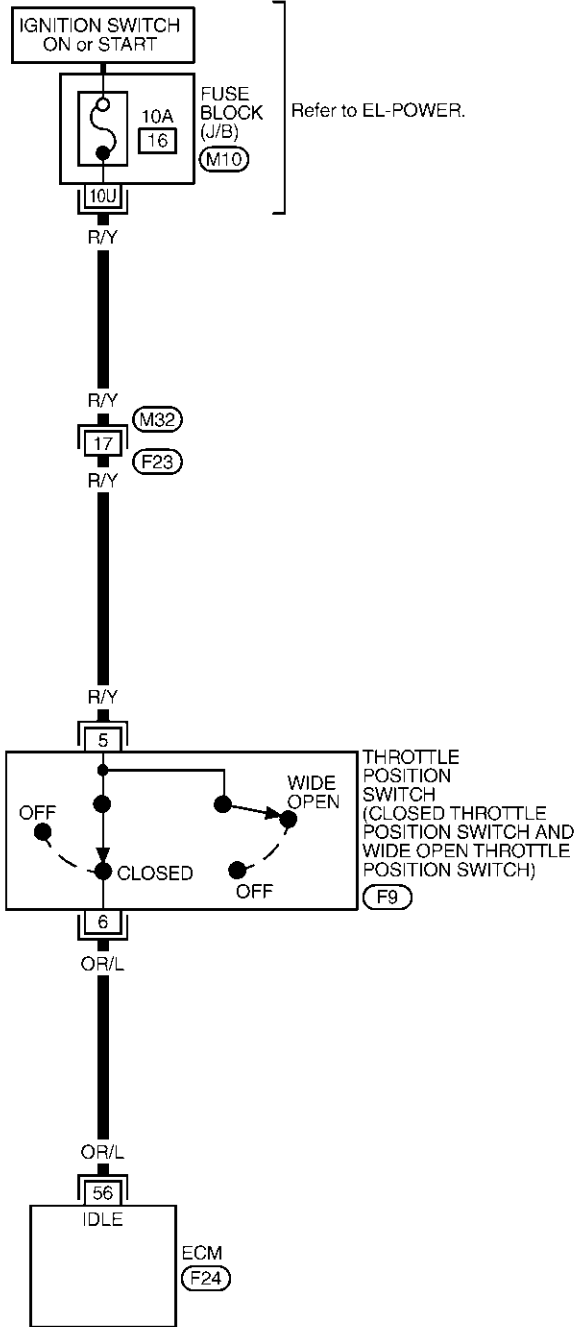 IGNITION SWITCH
ON or START
FUSE
BLOCK
(J/B)
M10
10A
16
Refer to EL-POWER.
10U
R/Y
R/Y
M32
17
F23
R/Y
R/Y
5
THROTTLE
POSITION
SWITCH
(CLOSED THROTTLE
POSITION SWITCH AND
WIDE OPEN THROTTLE
POSITION SWITCH)
F9
OFF
CLOSED
WIDE
OPEN
OFF
6
OR/L
OR/L
56
IDLE
ECM
F24